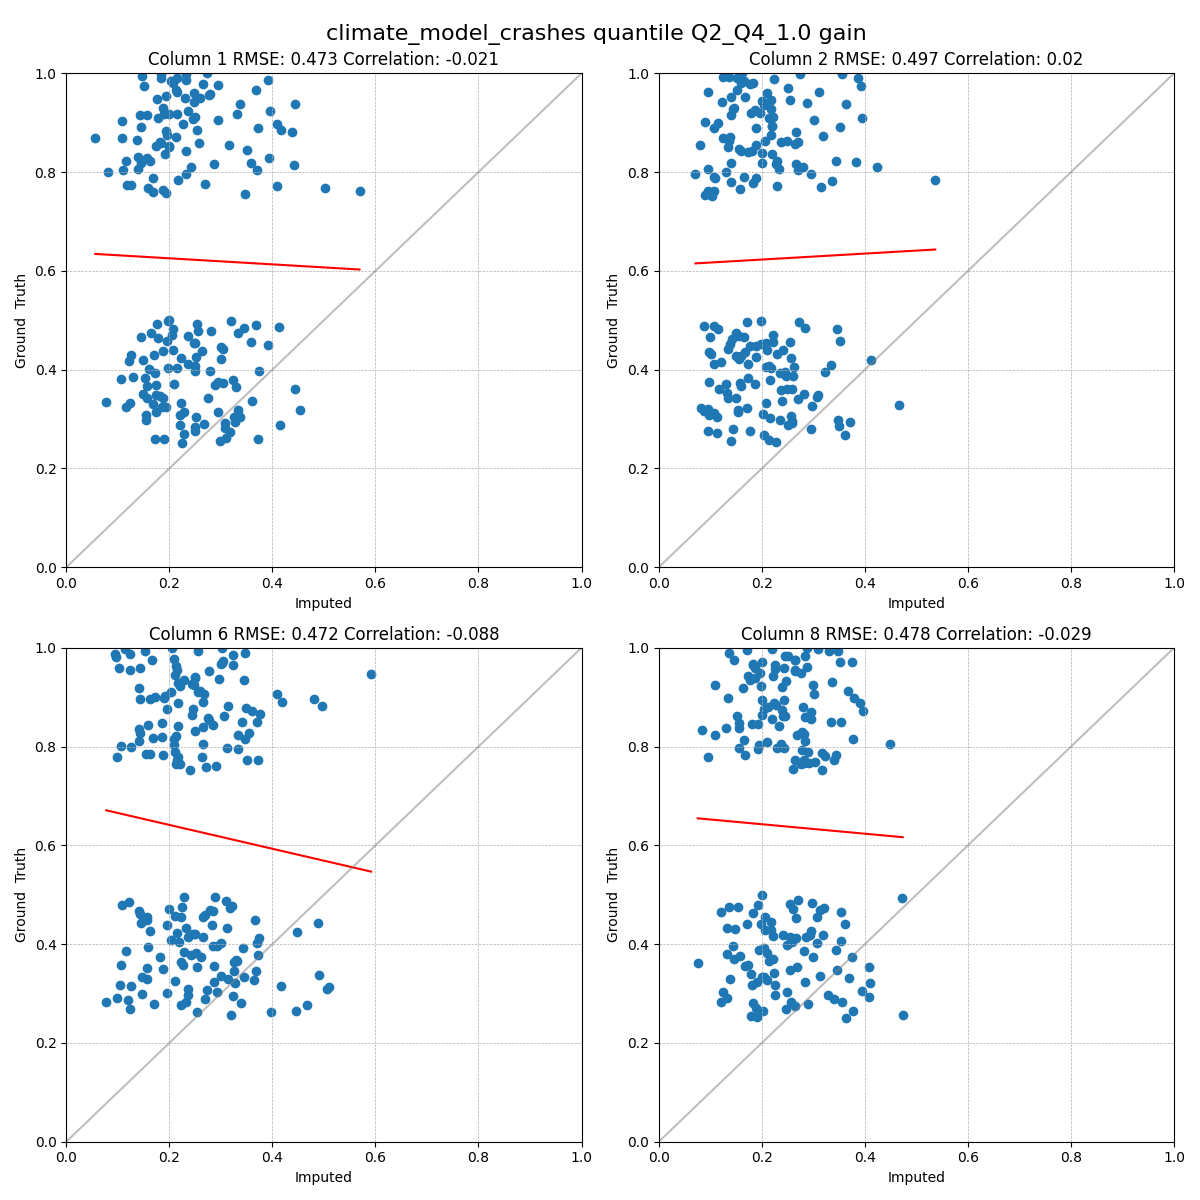 climate_model_crashes quantile Q2_Q4_1.0 gain
Column 1 RMSE: 0.473 Correlation: -0.021
Column 2 RMSE: 0.497 Correlation: 0.02
1.0
0.8
0.6
0.4
0.2
0.0
Ground Truth
0.0 0.2 0.4 0.6 0.8 1.0
Imputed
1.0
0.8
0.6
0.4
0.2
0.0
Ground Truth
0.0 0.2 0.4 0.6 0.8 1.0
Imputed
Column 6 RMSE: 0.472 Correlation: -0.088
Column 8 RMSE: 0.478 Correlation: -0.029
1.0
0.8
0.6
0.4
0.2
0.0
Ground Truth
0.0 0.2 0.4 0.6 0.8 1.0
Imputed
1.0
0.8
0.6
0.4
0.2
0.0
Ground Truth
0.0 0.2 0.4 0.6 0.8 1.0
Imputed